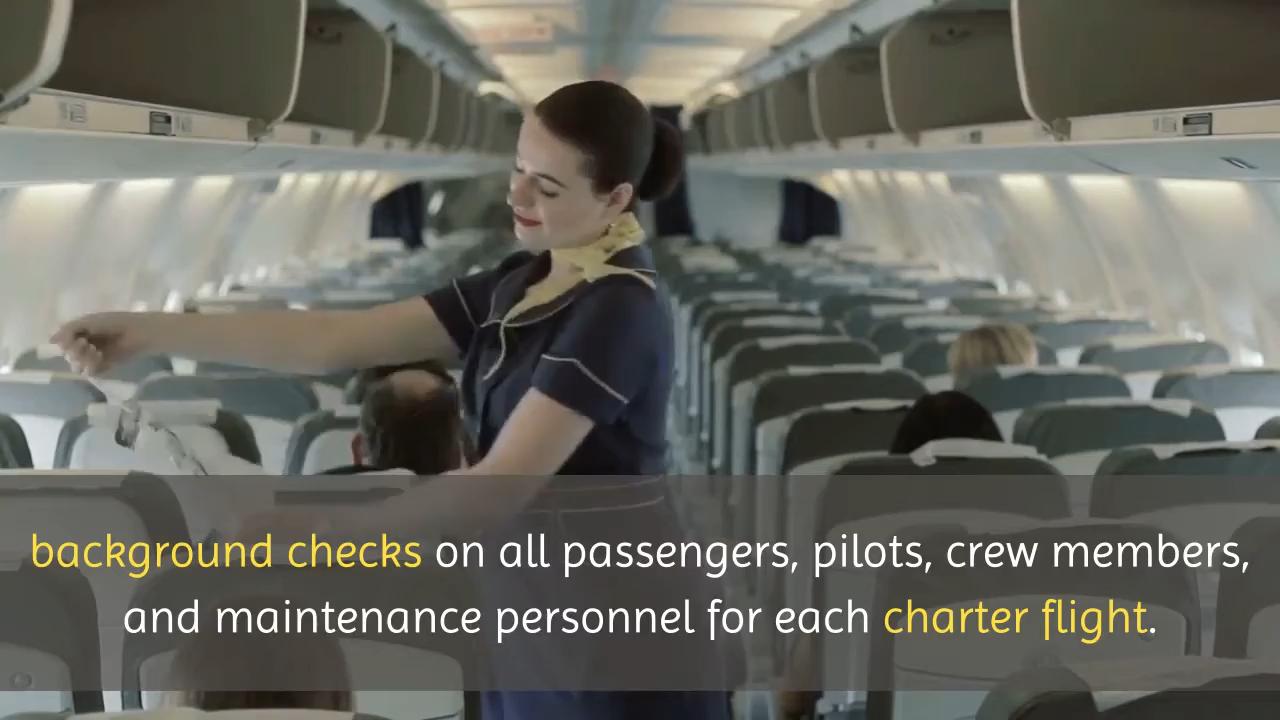 background checks on all passengers, pilots, crew members,
and maintenance personnel for each charter flight.